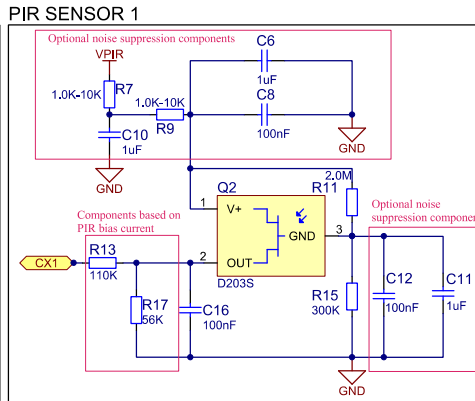 PIR SENSOR 1
Optional noise suppression components
VPIR
C6
1uF
R7
1.0K-10K
1.0K-10K
C8
100nF
R9
C10
1uF
GND
GND
Q2
2.0M
R11
Optional noise
suppression componen
Components based on
PIR bias current
1
V+
GND
3
CX1
R13
110K
2
OUT
D203S
R17
56K
C16
100nF
R15
300K
C12
100nF
C11
1uF
GND